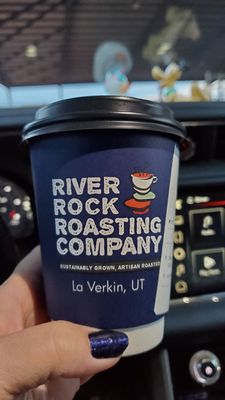 RIVER
ROCK
ROASTING
COMPANY
SUSTAINABLY GROWN, ARTISAN ROASTED
La Verkin, UT